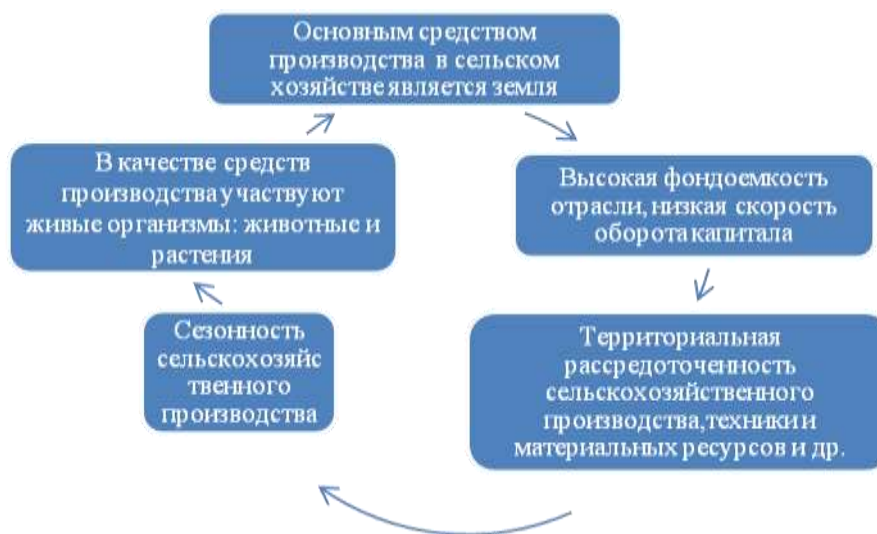 Основным средством
производства в сельском
хозяйстве является земля
Высокая фондоемкость
отрасли, низкая скорость
оборота капитала
Территориальная
рассредоточенность
сельскохозяйственного
производства,техники и
материальных ресурсов и др.
Сезонность
сельскохозяйс
твенного
производства
В качестве средств
производства участвуют
живые организмы: животные и
растения